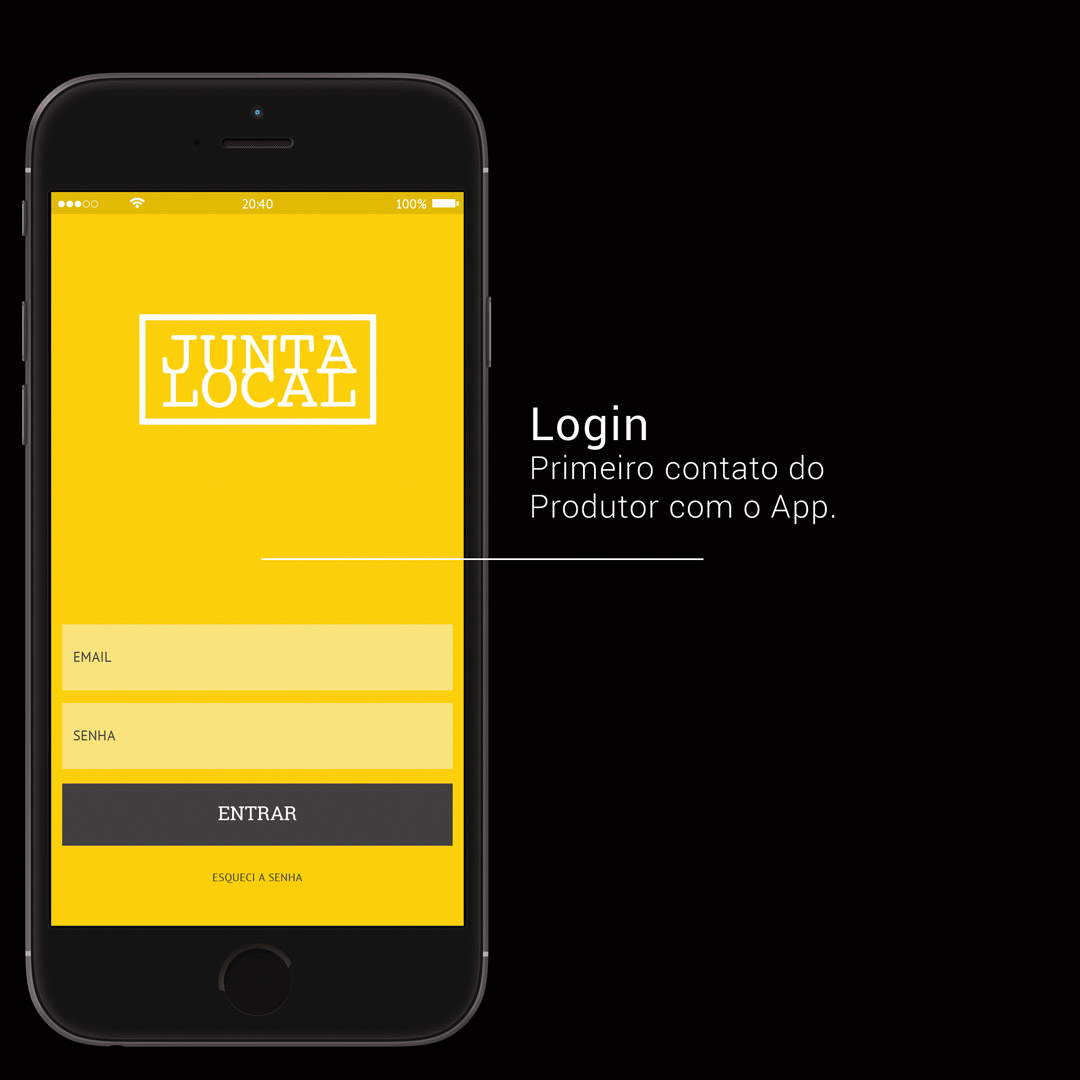 20:40
100%
JUNTA
LOCAL
Login
Primeiro contato do
Produtor com o App.
EMAIL
SENHA
ENTRAR
ESQUECI A SENHA